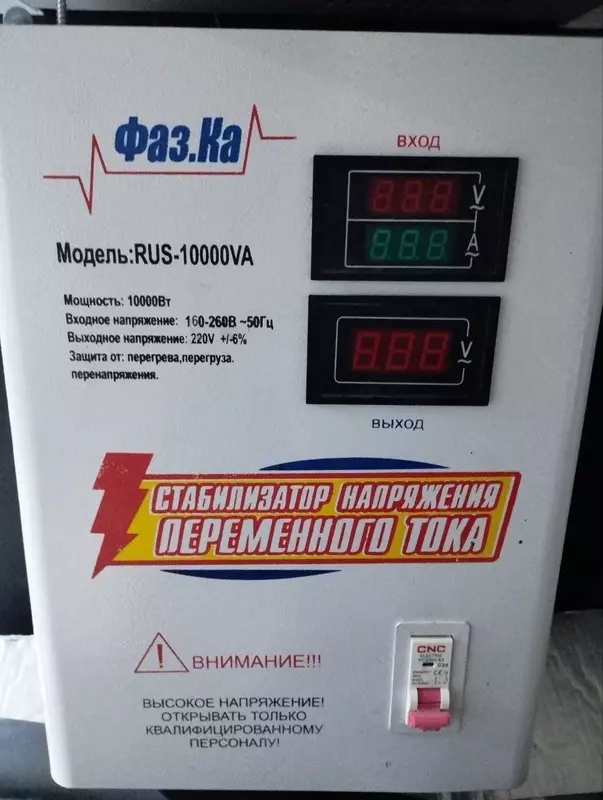 Фаз.Ка
ВХОД
V
A
Модель:RUS-10000VA
Мощность: 10000Вт
Входное напряжение: 160-260В ~50Гц
Выходное напряжение: 220V +/-6%
Защита от: перегрева,перегруза.
перенапряжения.
V
ВЫХОД
СТАБИЛИЗАТОР НАПРЯЖЕНИЯ
ПЕРЕМЕННОГО ТОКА
ВНИМАНИЕ!!!
ВЫСОКОЕ НАПРЯЖЕНИЕ!
ОТКРЫВАТЬ ТОЛЬКО
КВАЛИФИЦИРОВАННОМУ
ПЕРСОНАЛУ!
CNC